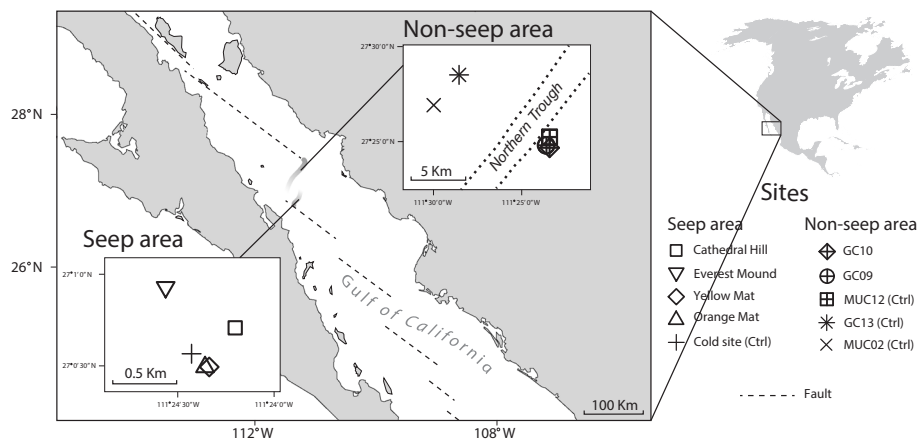 Non-seep area
27°30'0"N
27°25'0"N
Northern Trough
5 Km
111°30'0"W
111°25'0"W
28°N
26°N
Seep area
27°1'0"N
27°0'30"N
0.5 Km
111°24'30"W
111°24'0"W
Gulf of California
100 Km
112°W
108°W
Sites
Seep area
Cathedral Hill
Everest Mound
Yellow Mat
Orange Mat
Cold site (Ctrl)
Non-seep area
GC10
GC09
MUC12 (Ctrl)
GC13 (Ctrl)
MUC02 (Ctrl)
Fault